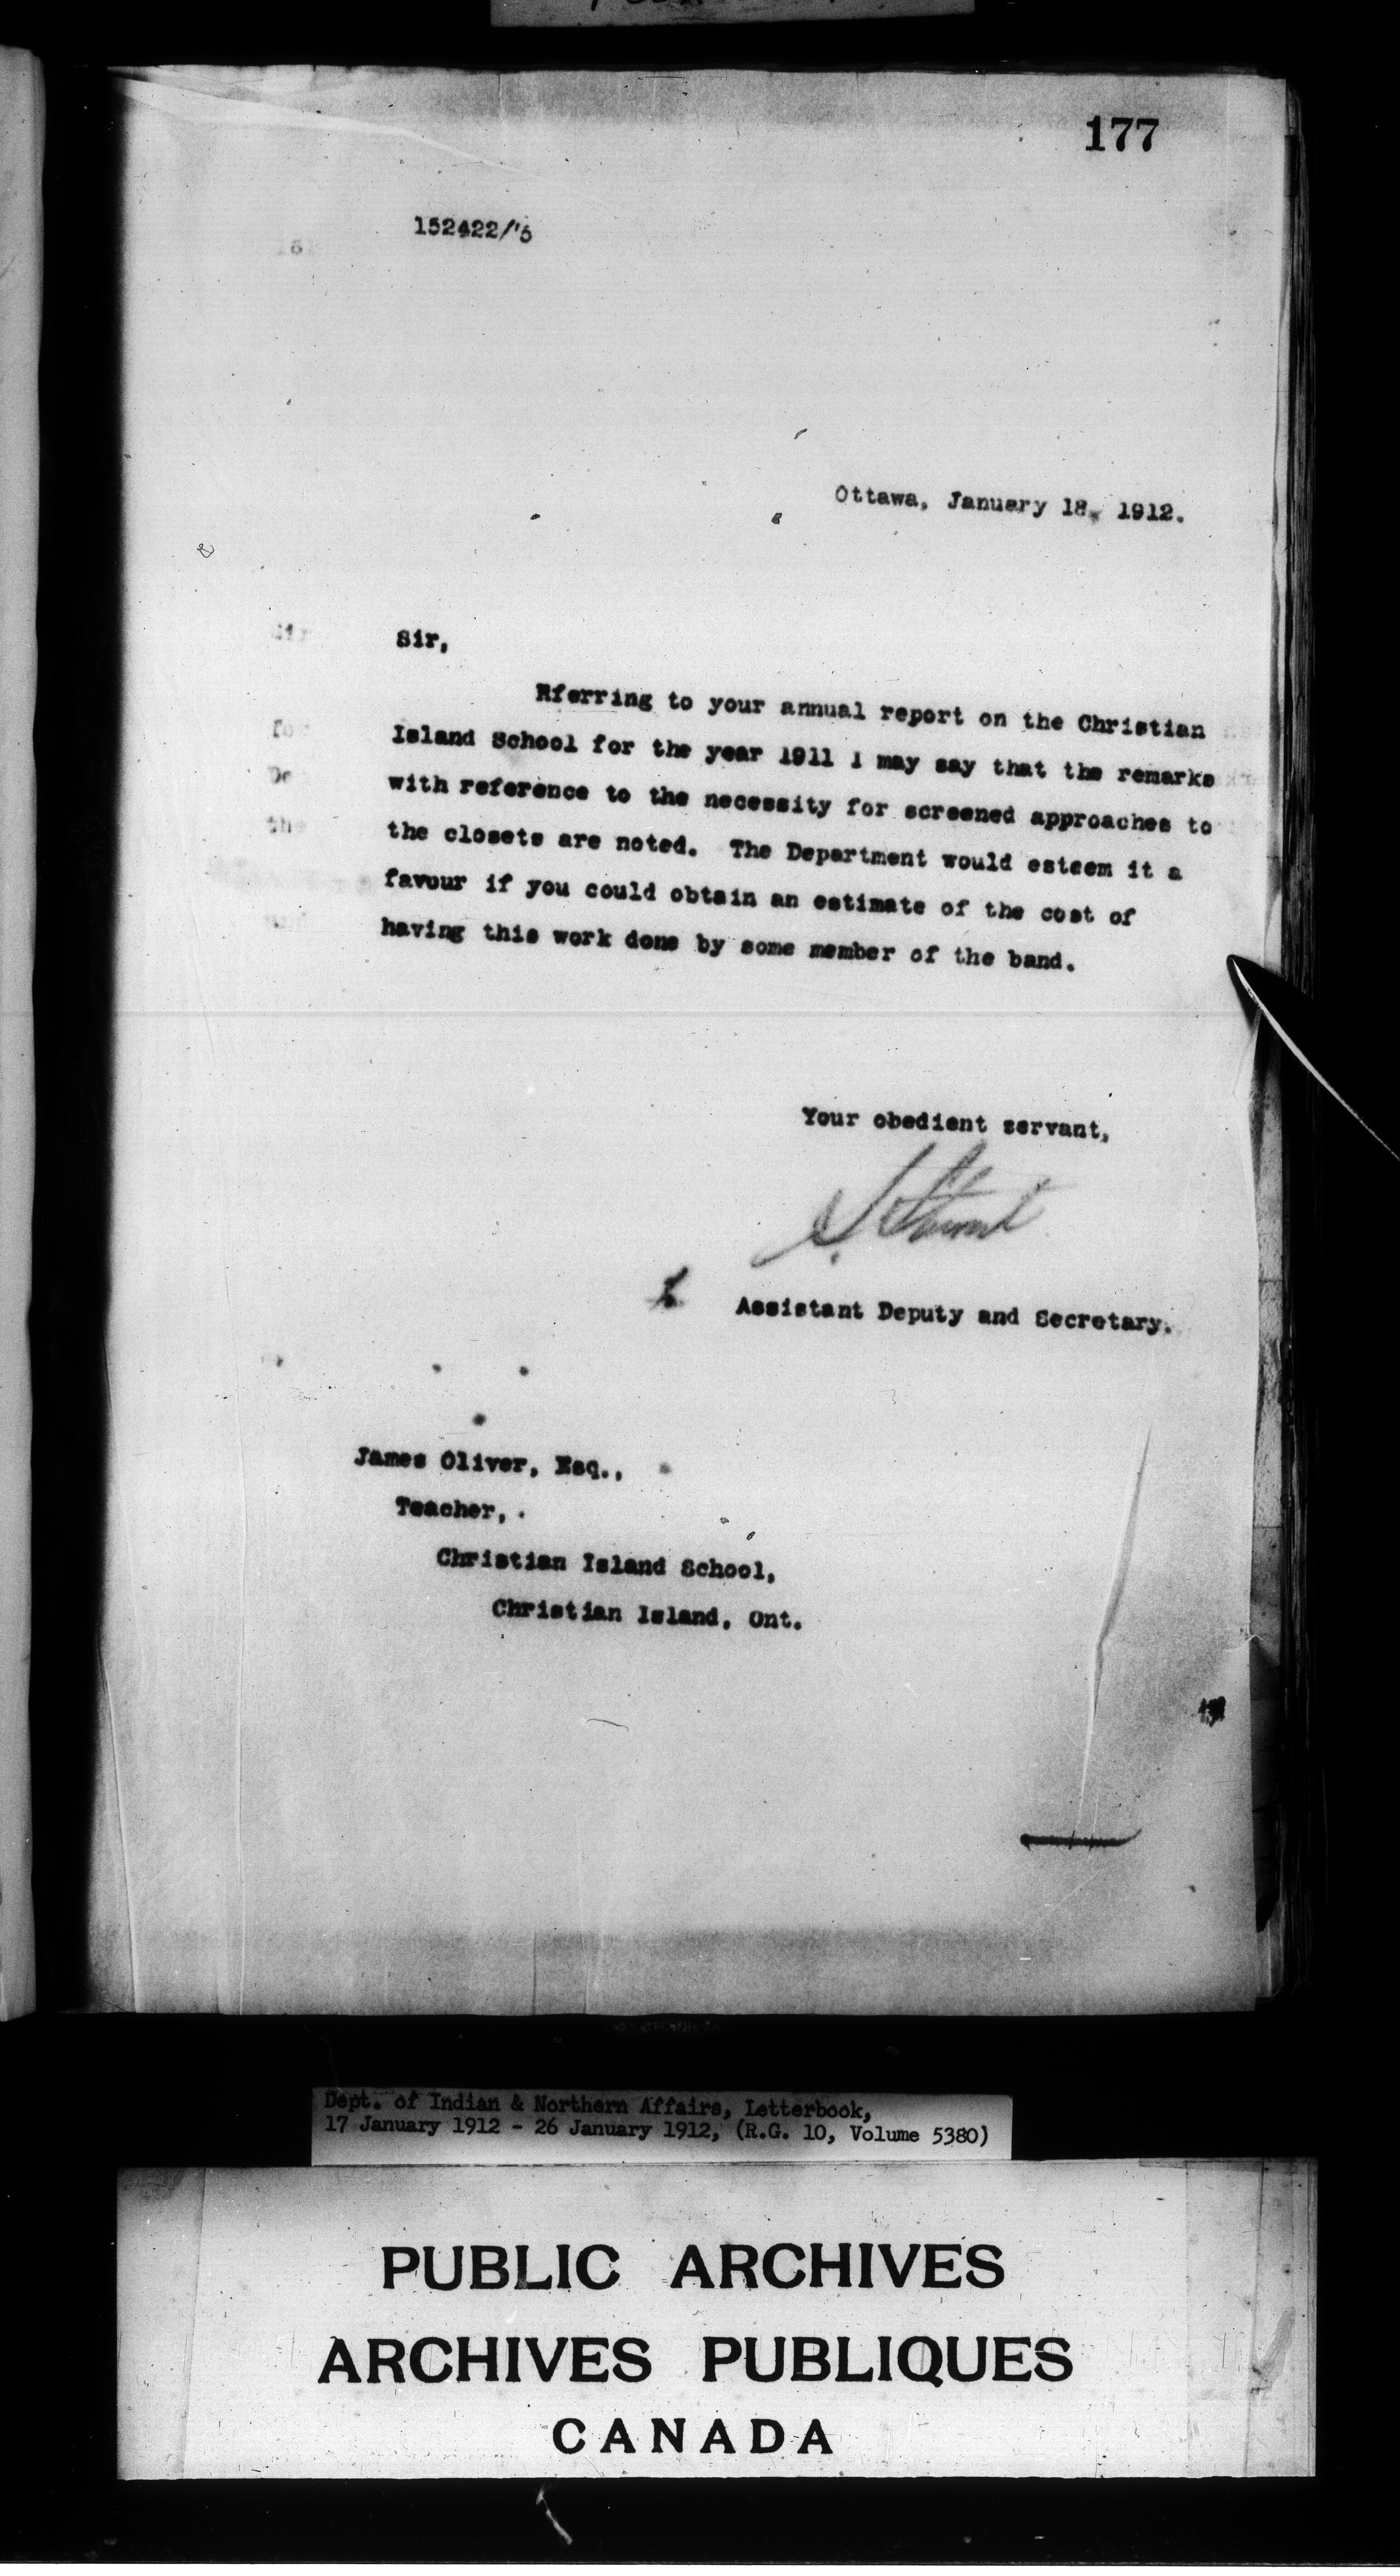 177
152422/'5
Ottawa, January 18, 1912.
Sir,
Rferring to your annual report on the Christian
Island School for the year 1911 I may say that the remarks
with reference to the necessity for screened approaches to
the closets are noted. The Department would esteem it a
favour if you could obtain an estimate of the cost of
having this work done by some member of the band.
Your obedient servant,
Assistant Deputy and Secretary.
James Oliver, Esq.,
Teacher,
Christian Island School,
Christian Island, Ont.
Dept. of Indian & Northern Affairs, Letterbook,
17 January 1912 - 26 January 1912, (R.G. 10, Volume 5380)
PUBLIC ARCHIVES
ARCHIVES PUBLIQUES
CANADA